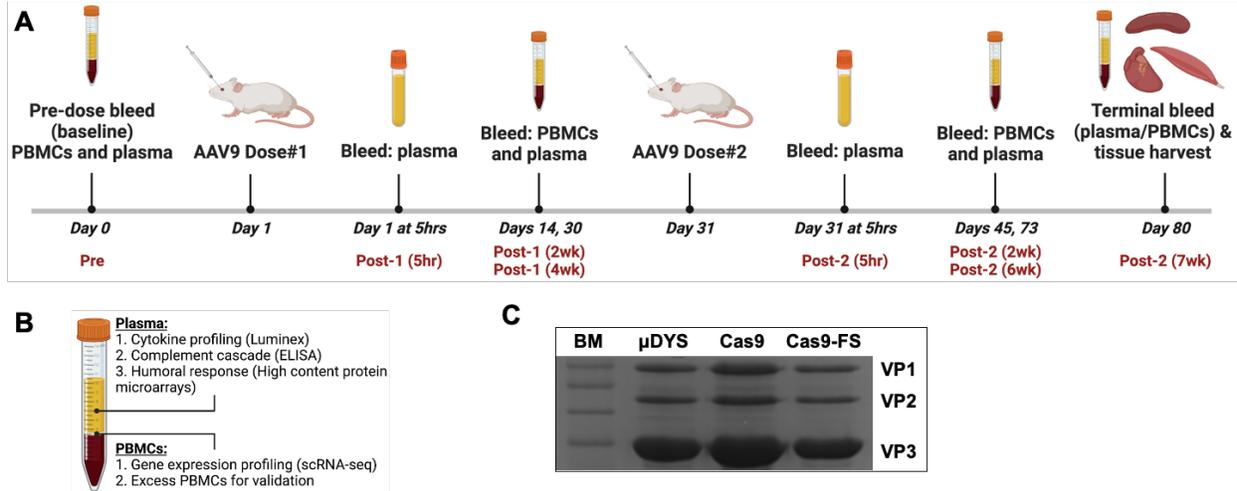 A
Pre-dose bleed
(baseline)
PBMCs and plasma
AAV9 Dose#1
Bleed: plasma
Bleed: PBMCs
and plasma
AAV9 Dose#2
Bleed: plasma
Bleed: PBMCs
and plasma
Terminal bleed
(plasma/PBMCs) &
tissue harvest
Day 0
Day 1
Day 1 at 5hrs
Days 14, 30
Day 31
Day 31 at 5hrs
Days 45, 73
Day 80
Pre
Post-1 (5hr)
Post-1 (2wk)
Post-1 (4wk)
Post-2 (5hr)
Post-2 (2wk)
Post-2 (6wk)
Post-2 (7wk)
B
Plasma:
1. Cytokine profiling (Luminex)
2. Complement cascade (ELISA)
3. Humoral response (High content protein
microarrays)
PBMCs:
1. Gene expression profiling (scRNA-seq)
2. Excess PBMCs for validation
C
BM μDYS Cas9 Cas9-FS
VP1
VP2
VP3